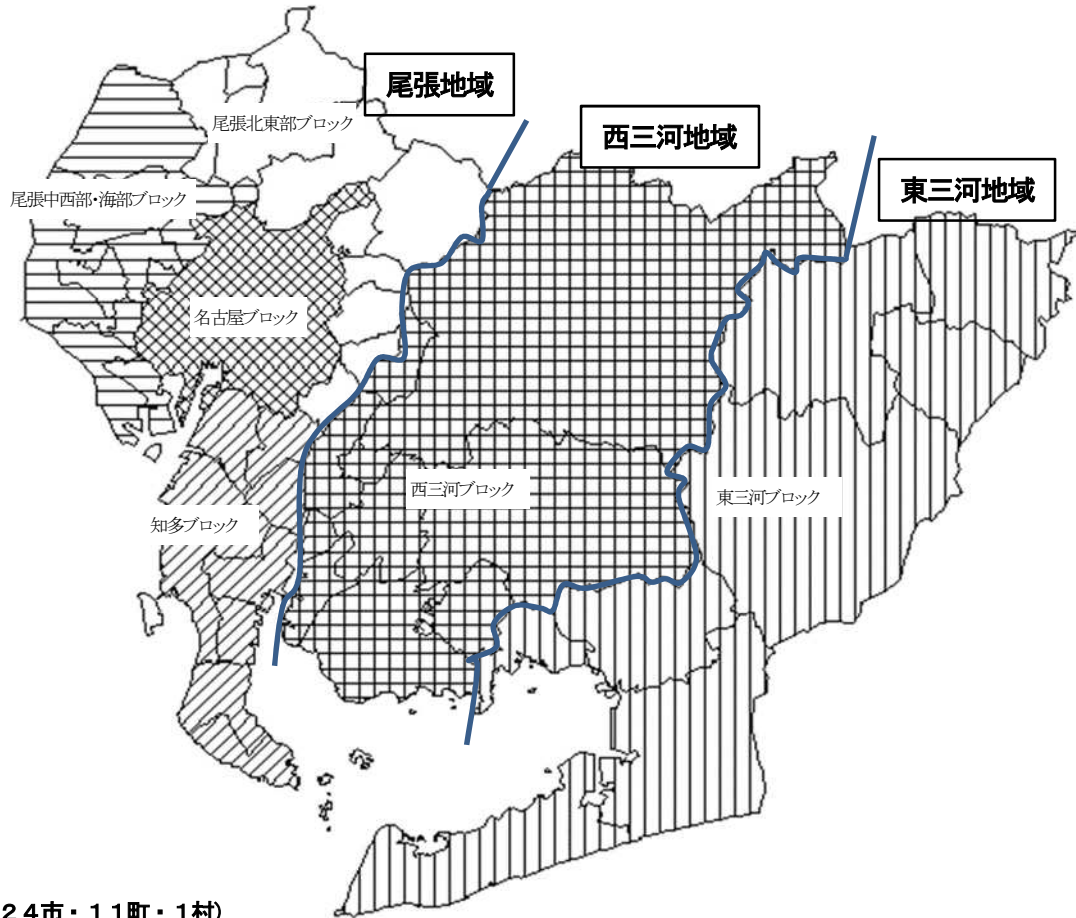 尾張地域
西三河地域
東三河地域
尾張北東部ブロック
尾張中西部・海部ブロック
名古屋ブロック
西三河ブロック
東三河ブロック
知多ブロック
24市・11町・1村)